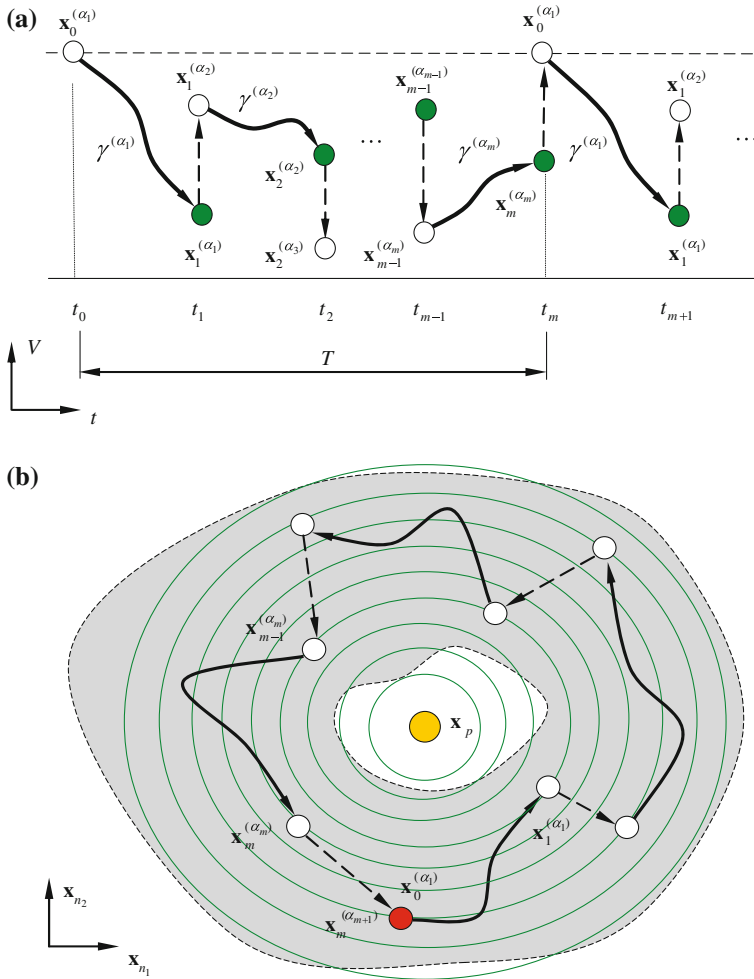 (a)
x_0^{(α_1)} x_0^{(α_1)}
x_1^{(α_2)} γ^{(α_2)} x_{m-1}^{(α_{m-1})} x_1^{(α_2)}
γ^{(α_1)} ... γ^{(α_m)} γ^{(α_1)} ...
x_2^{(α_2)} x_m^{(α_m)}
x_1^{(α_1)} x_2^{(α_3)} x_{m-1}^{(α_m)} x_1^{(α_1)}
t_0 t_1 t_2 t_{m-1} t_m t_{m+1}
V T
t
(b)
x_{m-1}^{(α_m)}
x_p
x_m^{(α_m)} x_1^{(α_1)}
x_0^{(α_1)}
x_m^{(α_{m+1})}
x_{n_2}
x_{n_1}